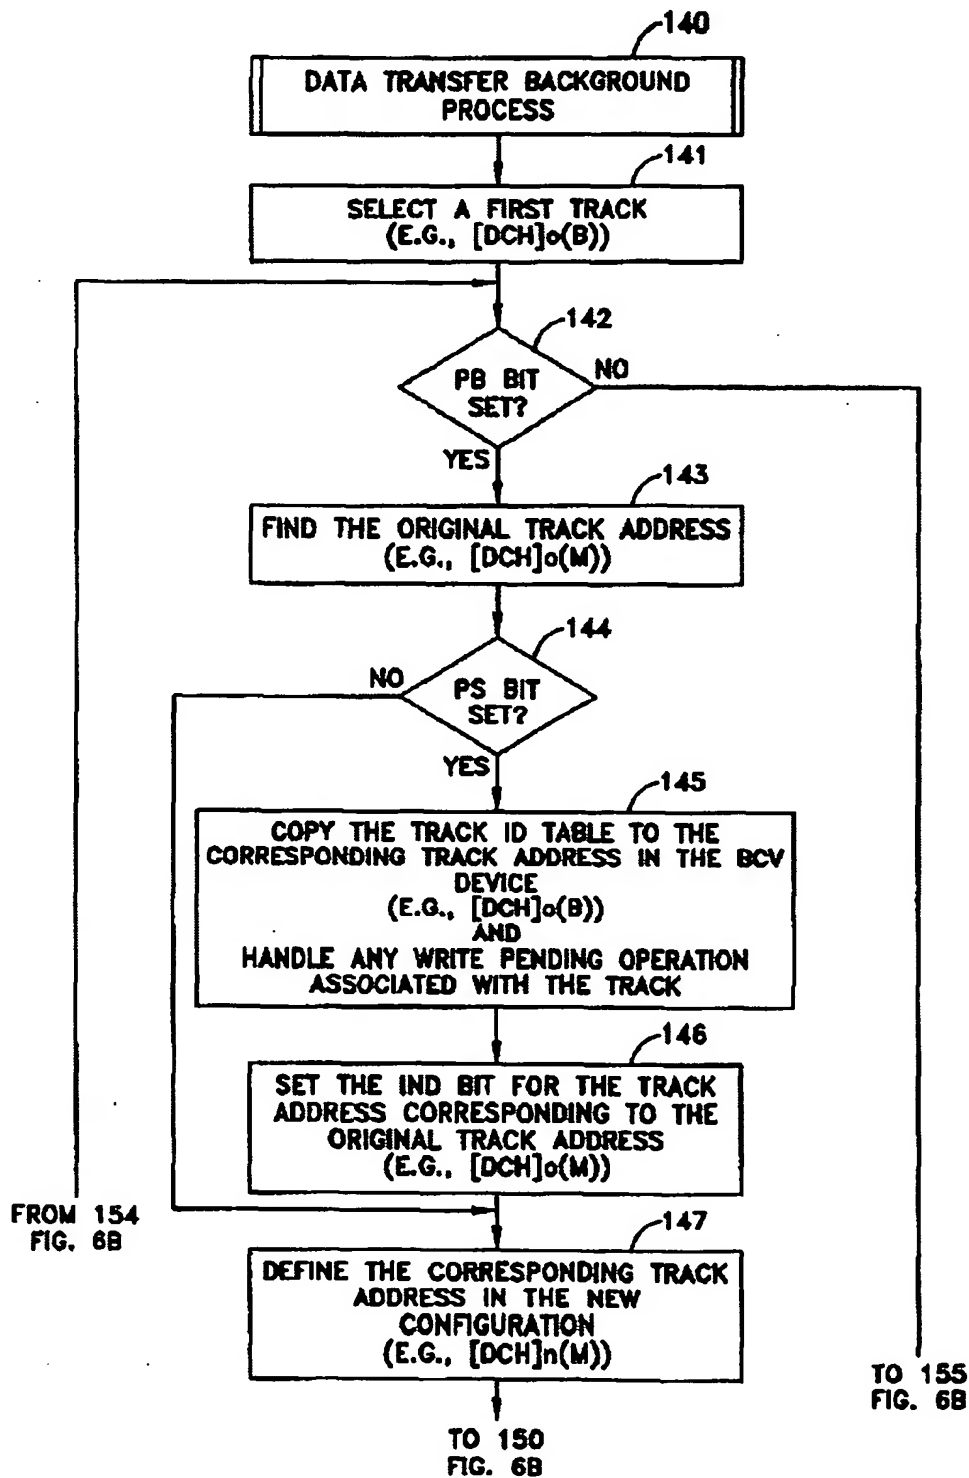 140
DATA TRANSFER BACKGROUND
PROCESS
141
SELECT A FIRST TRACK
(E.G., [DCH]o(B))
142
PB BIT
SET?
NO
YES
143
FIND THE ORIGINAL TRACK ADDRESS
(E.G., [DCH]o(M))
144
NO
PS BIT
SET?
YES
145
COPY THE TRACK ID TABLE TO THE
CORRESPONDING TRACK ADDRESS IN THE BCV
DEVICE
(E.G., [DCH]o(B))
AND
HANDLE ANY WRITE PENDING OPERATION
ASSOCIATED WITH THE TRACK
146
SET THE IND BIT FOR THE TRACK
ADDRESS CORRESPONDING TO THE
ORIGINAL TRACK ADDRESS
(E.G., [DCH]o(M))
FROM 154
FIG. 6B
147
DEFINE THE CORRESPONDING TRACK
ADDRESS IN THE NEW
CONFIGURATION
(E.G., [DCH]n(M))
TO 155
FIG. 6B
TO 150
FIG. 6B